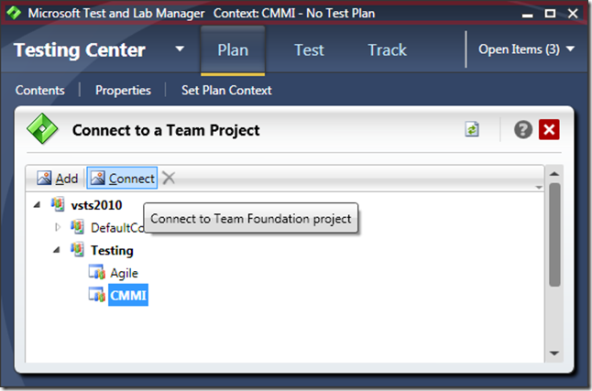 Microsoft Test and Lab Manager Context: CMMI - No Test Plan
Testing Center Plan Test Track Open Items (3)
Contents Properties Set Plan Context
Connect to a Team Project
Add Connect
vsts2010
DefaultCo
Connect to Team Foundation project
Testing
Agile
CMMI